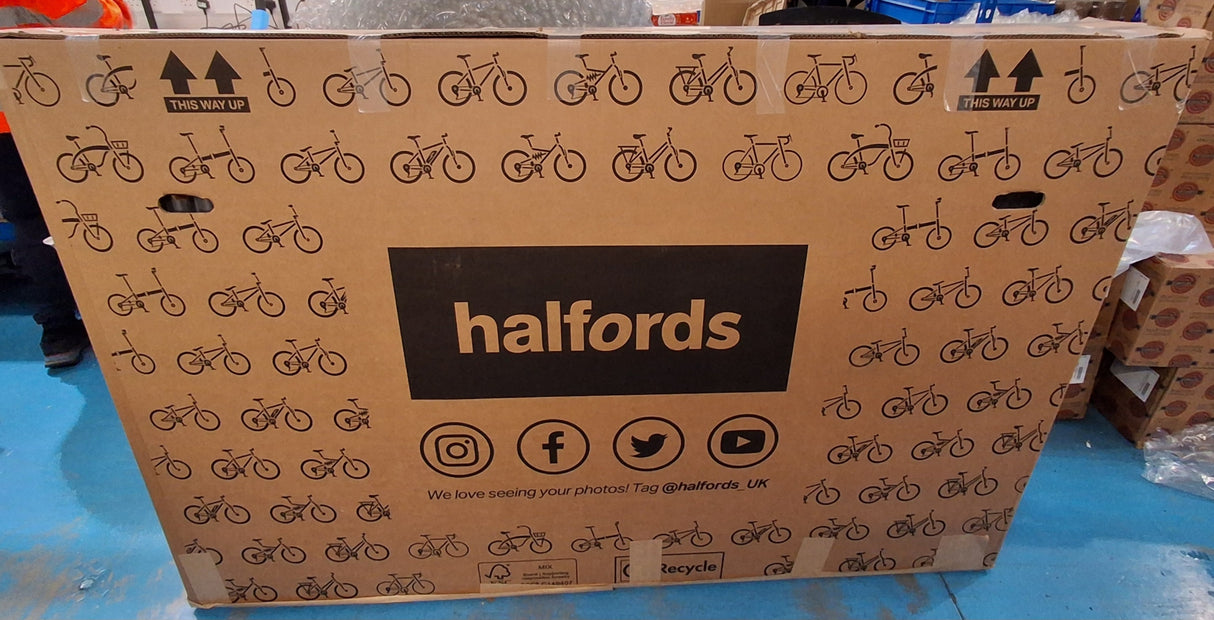 THIS WAY UP
THIS WAY UP
halfords
We love seeing your photos! Tag @halfords_UK
MIX
Recycle